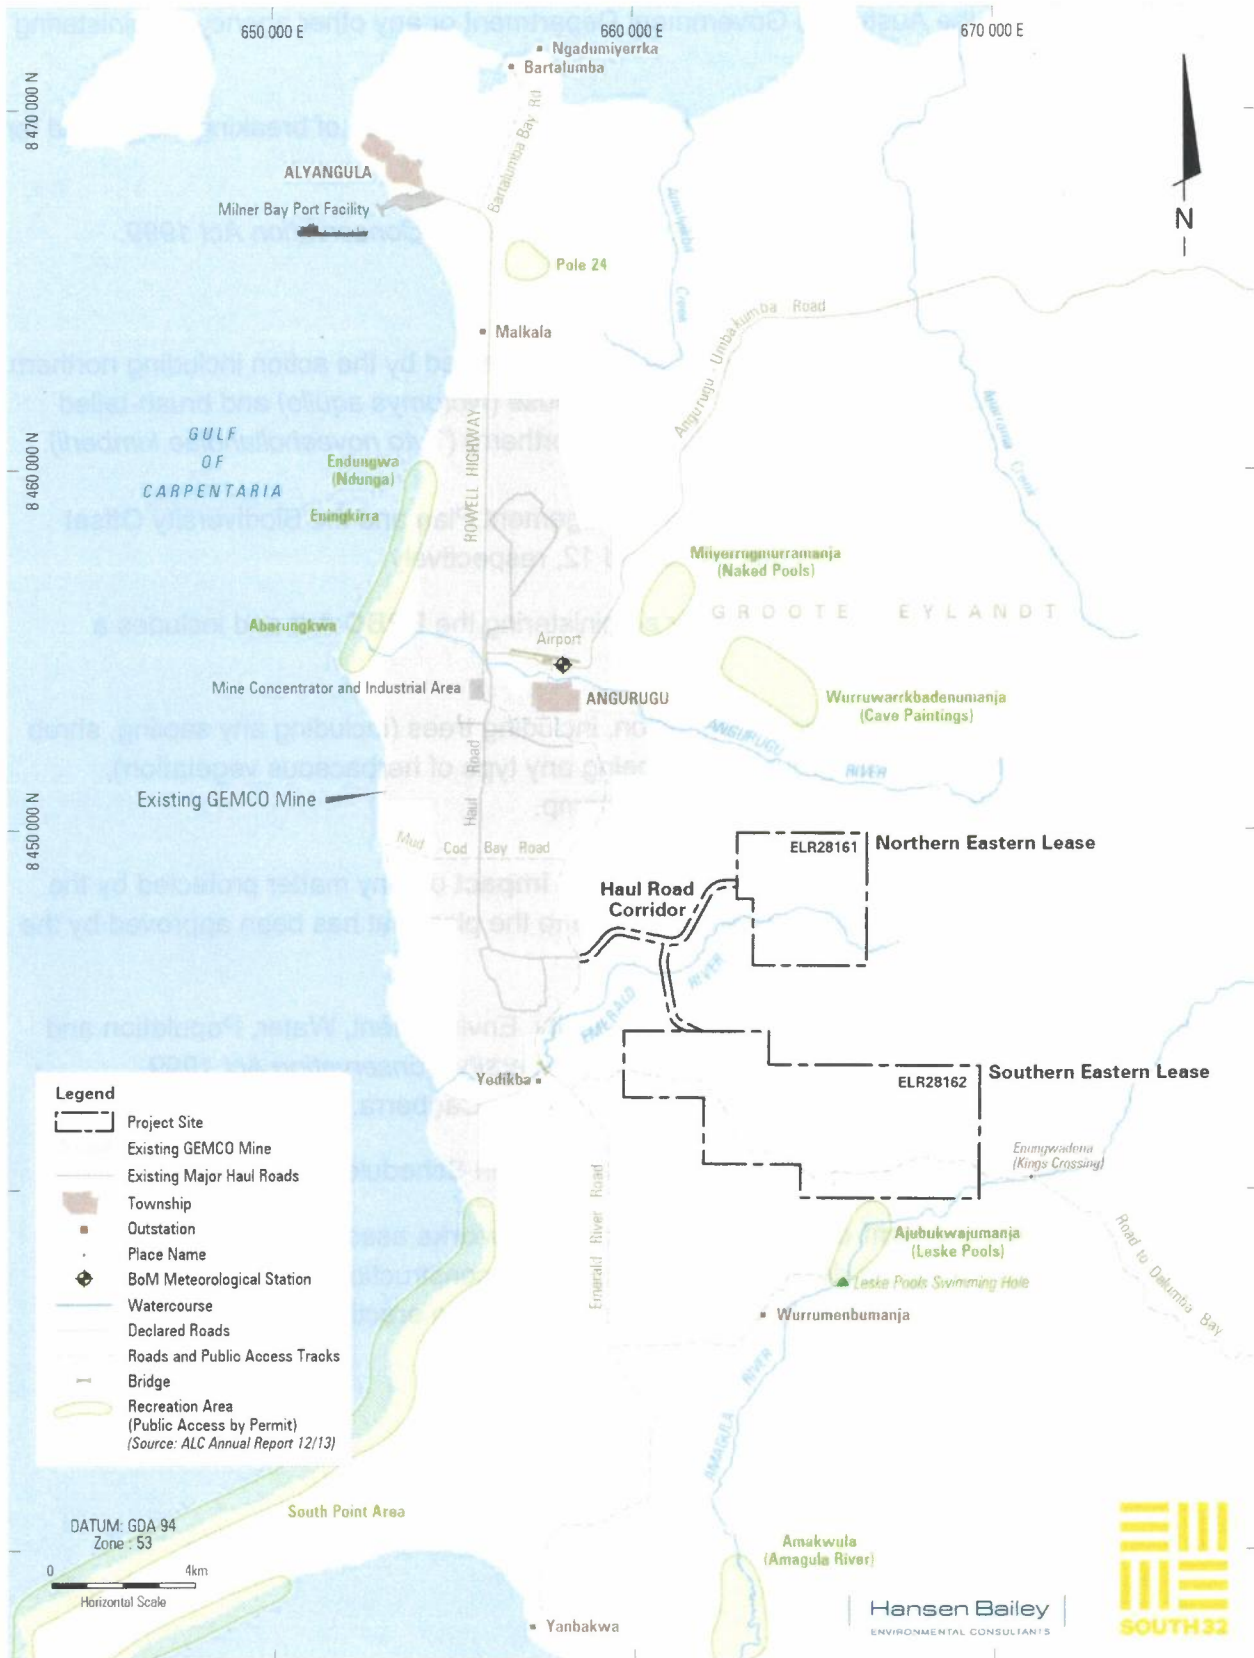 650 000 E
660 000 E
670 000 E
8 470 000 N
8 460 000 N
8 450 000 N
Ngadumiyerrka
Bartalumba
Bartalumba Bay Rd
ALYANGULA
Milner Bay Port Facility
Pole 24
Malkala
N
Angurugu - Umbakumba Road
Creek
GULF
OF
CARPENTARIA
ROWELL HIGHWAY
Endungwa
(Ndunga)
Eningkirra
Abarungkwa
(Naked Pools)
GROOTE EYLANDT
Airport
Mine Concentrator and Industrial Area
ANGURUGU
Wurruwarrkbadenumanja
(Cave Paintings)
ANGURUGU
RIVER
Haul Road
Existing GEMCO Mine
Mud Cod Bay Road
ELR28161
Northern Eastern Lease
Haul Road
Corridor
EMERALD
RIVER
Yedikba
ELR28162
Southern Eastern Lease
(Kings Crossing)
Emerald River Road
Ajubukwajumanja
(Leske Pools)
Leske Pools Swimming Hole
Road to Dalumba Bay
Wurrumenbumanja
AMAGULA
RIVER
South Point Area
Amakwula
(Amagula River)
Yanbakwa
Legend
Project Site
Existing GEMCO Mine
Existing Major Haul Roads
Township
Outstation
Place Name
BoM Meteorological Station
Watercourse
Declared Roads
Roads and Public Access Tracks
Bridge
Recreation Area
(Public Access by Permit)
(Source: ALC Annual Report 12/13)
DATUM: GDA 94
Zone : 53
0 4km
Horizontal Scale
Hansen Bailey
ENVIRONMENTAL CONSULTANTS
SOUTH32